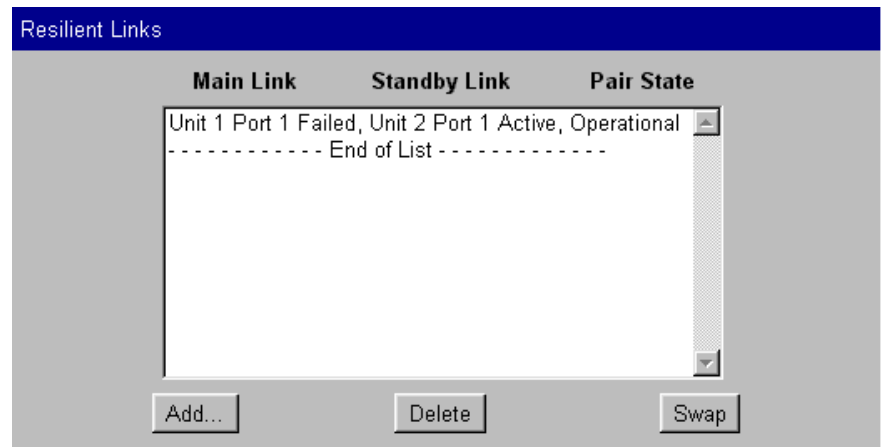 Resilient Links
Main Link Standby Link Pair State
Unit 1 Port 1 Failed, Unit 2 Port 1 Active, Operational
- - - - - - - - - - - - End of List - - - - - - - - - - - - -
Add... Delete Swap